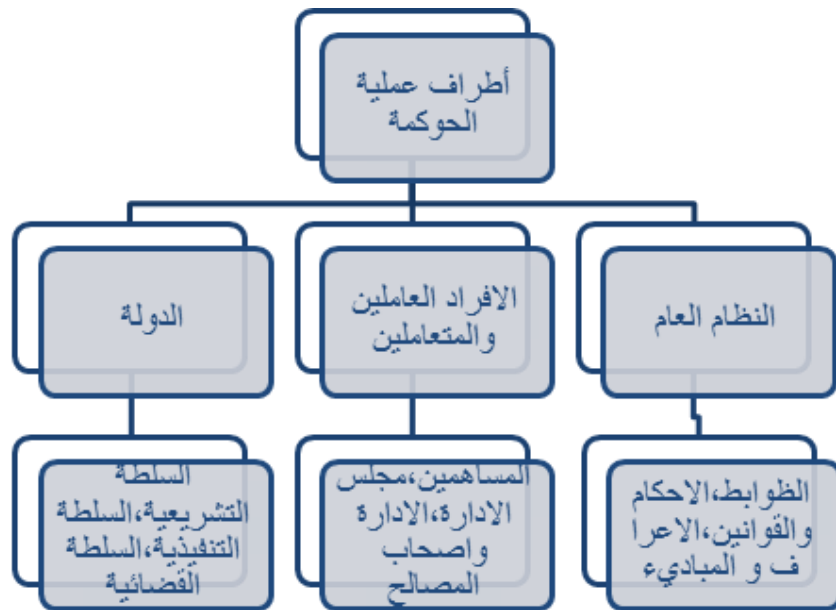 أطراف عملية
الحوكمة
النظام العام
الافراد العاملين
والمتعاملين
الدولة
الظوابط،الاحكام
والقوانين،الاعرا
ف و المباديء
المساهمين،مجلس
الادارة،الادارة
واصحاب
المصالح
السلطة
التشريعية،السلطة
التنفيذية،السلطة
القضائية